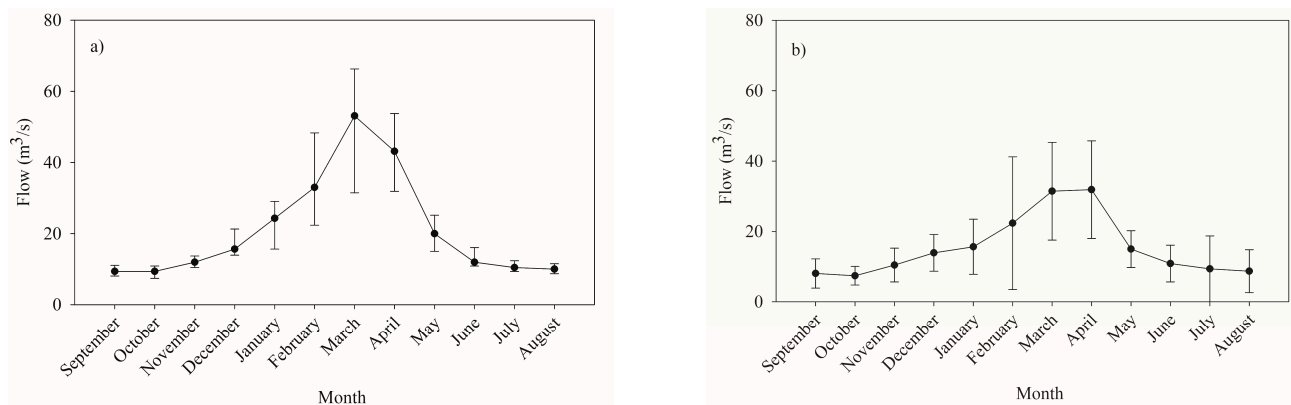 a)
80
60
40
20
0
Flow (m³/s)
September
October
November
December
January
February
March
April
May
June
July
August
Month
b)
80
60
40
20
0
Flow (m³/s)
September
October
November
December
January
February
March
April
May
June
July
August
Month